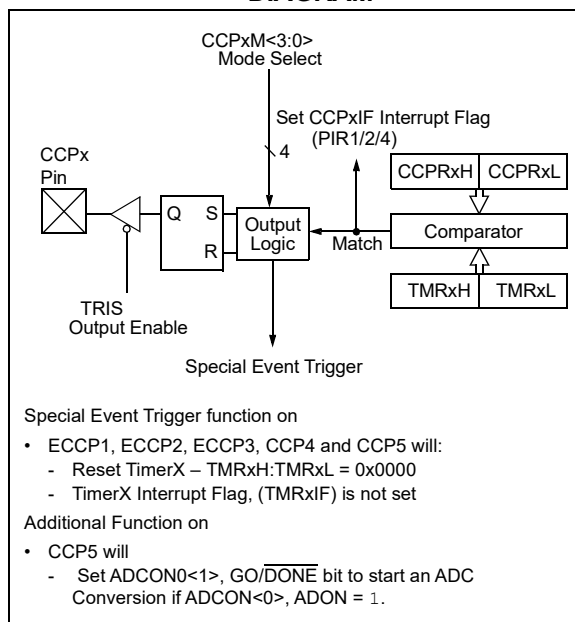 DIAGRAM
CCPxM<3:0>
Mode Select
Set CCPxIF Interrupt Flag
(PIR1/2/4)
CCPx
Pin
4
CCPRxH CCPRxL
Q S
R
Output
Logic
Match
Comparator
TRIS
Output Enable
TMRxH TMRxL
Special Event Trigger
Special Event Trigger function on
• ECCP1, ECCP2, ECCP3, CCP4 and CCP5 will:
- Reset TimerX – TMRxH:TMRxL = 0x0000
- TimerX Interrupt Flag, (TMRxIF) is not set
Additional Function on
• CCP5 will
- Set ADCON0<1>, GO/DONE bit to start an ADC
Conversion if ADCON<0>, ADON = 1.